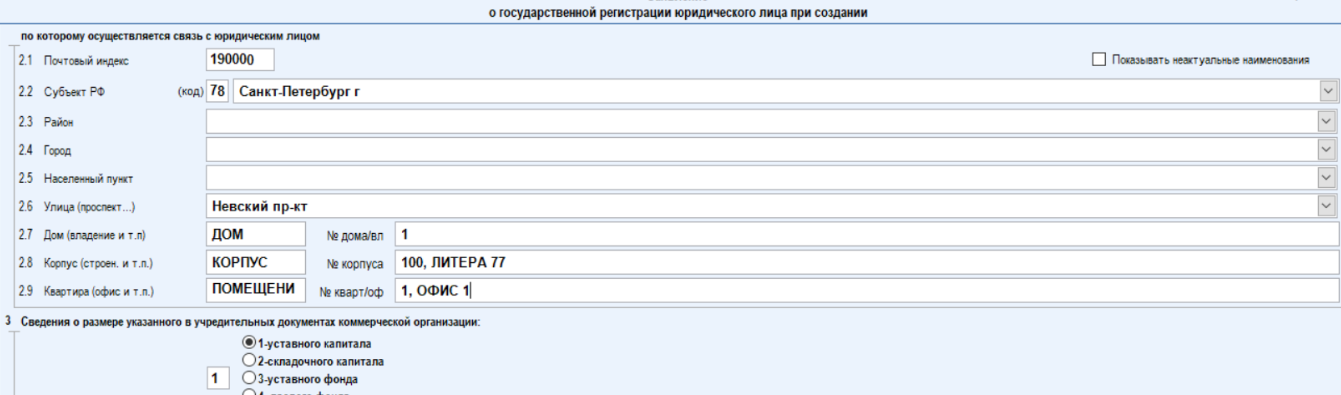 о государственной регистрации юридического лица при создании
по которому осуществляется связь с юридическим лицом
2.1 Почтовый индекс 190000 Показывать неактуальные наименования
2.2 Субъект РФ (код) 78 Санкт-Петербург г
2.3 Район
2.4 Город
2.5 Населенный пункт
2.6 Улица (проспект...) Невский пр-кт
2.7 Дом (владение и т.п) ДОМ № дома/вл 1
2.8 Корпус (строен. и т.п.) КОРПУС № корпуса 100, ЛИТЕРА 77
2.9 Квартира (офис и т.п.) ПОМЕЩЕНИ № кварт/оф 1, ОФИС 1
3 Сведения о размере указанного в учредительных документах коммерческой организации:
1-уставного капитала
2-складочного капитала
1 3-уставного фонда